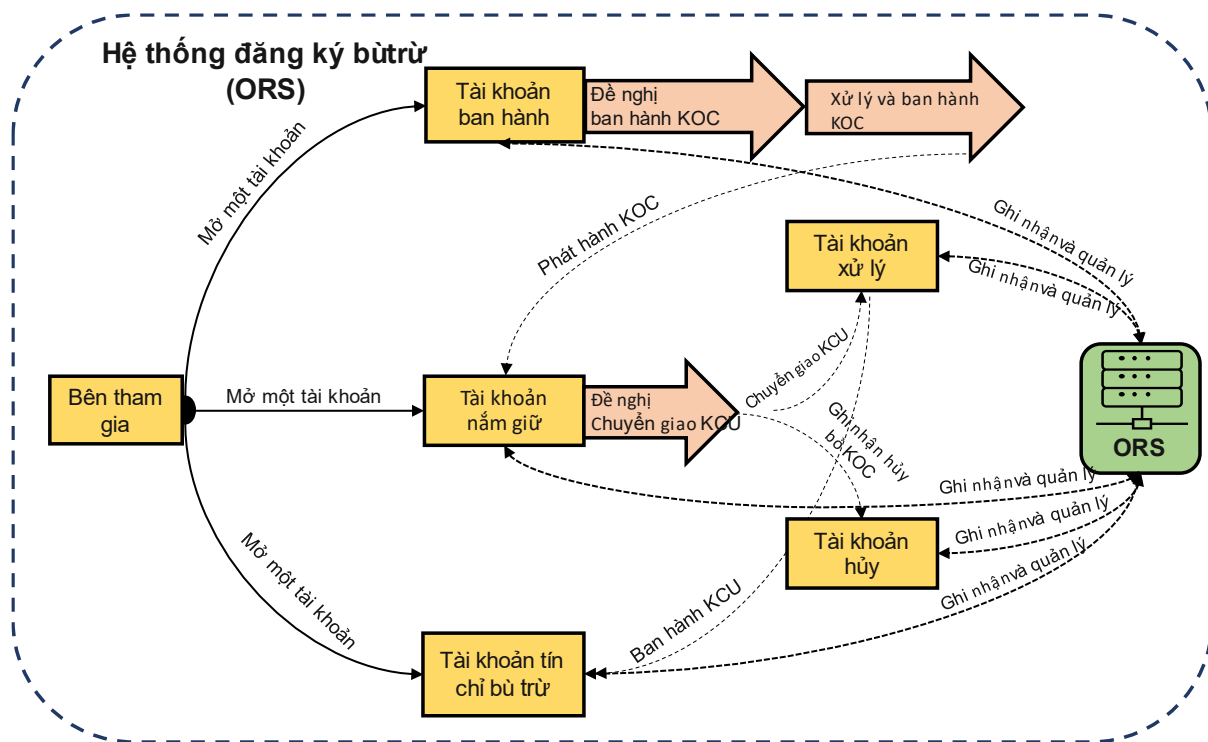 Hệ thống đăng ký bùtrừ
(ORS)
Tài khoản
ban hành
Đề nghị
ban hành KOC
Xử lý và ban hành
KOC
Mở một tài khoản
Phát hành KOC
Ghi nhận và quản lý
Tài khoản
xử lý
Ghi nhận và quản lý
Bên tham
gia
Mở một tài khoản
Tài khoản
nắm giữ
Đề nghị
Chuyển giao KCU
Chuyển giao KCU
Ghi nhận hủy
bỏ KOC
ORS
Ghi nhận và quản lý
Tài khoản
hủy
Ghi nhận và quản lý
Ghi nhận và quản lý
Mở một tài khoản
Ban hành KCU
Tài khoản tín
chỉ bù trừ